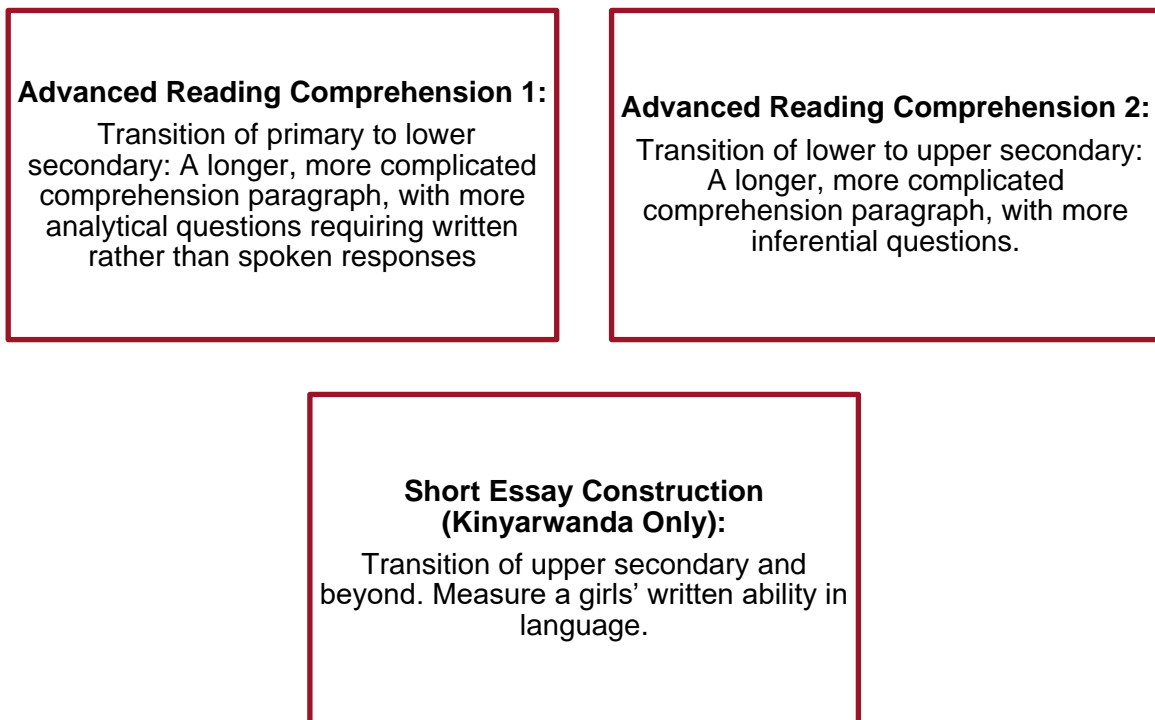 Advanced Reading Comprehension 1:
Transition of primary to lower
secondary: A longer, more complicated
comprehension paragraph, with more
analytical questions requiring written
rather than spoken responses
Advanced Reading Comprehension 2:
Transition of lower to upper secondary:
A longer, more complicated
comprehension paragraph, with more
inferential questions.
Short Essay Construction
(Kinyarwanda Only):
Transition of upper secondary and
beyond. Measure a girls’ written ability in
language.